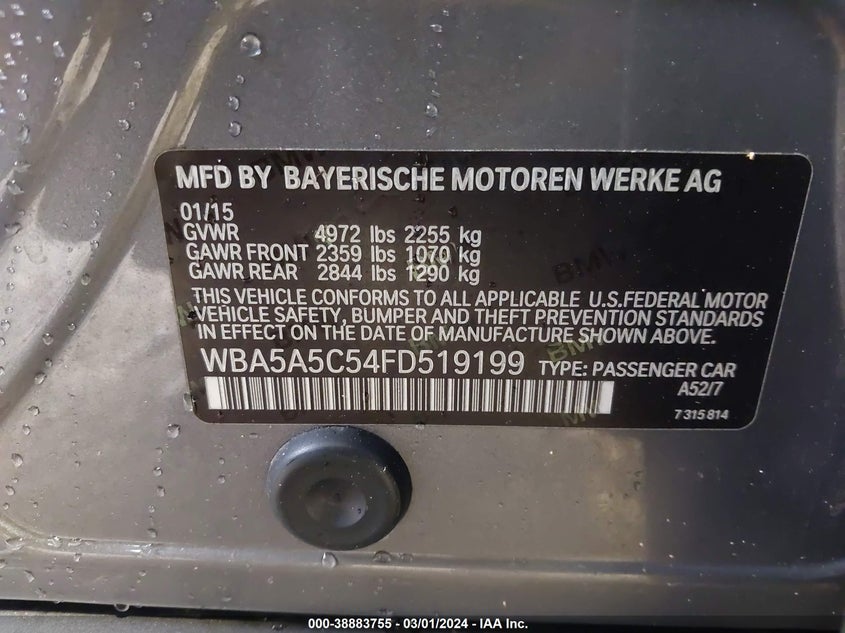 MFD BY BAYERISCHE MOTOREN WERKE AG
01/15
GVWR 4972 lbs 2255 kg
GAWR FRONT 2359 lbs 1070 kg
GAWR REAR 2844 lbs 1290 kg
THIS VEHICLE CONFORMS TO ALL APPLICABLE U.S.FEDERAL MOTOR
VEHICLE SAFETY, BUMPER AND THEFT PREVENTION STANDARDS
IN EFFECT ON THE DATE OF MANUFACTURE SHOWN ABOVE.
WBA5A5C54FD519199 TYPE: PASSENGER CAR
A52/7
7 315 814
000-38883755 - 03/01/2024 - IAA Inc.